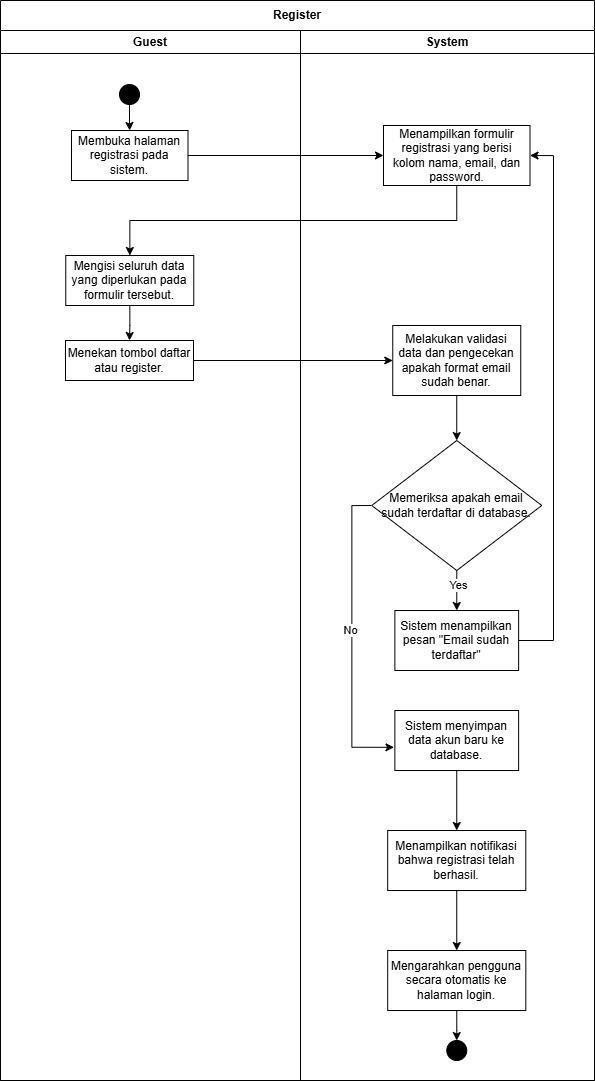 Register
Guest
System
Membuka halaman
registrasi pada
sistem.
Menampilkan formulir
registrasi yang berisi
kolom nama, email, dan
password.
Mengisi seluruh data
yang diperlukan pada
formulir tersebut.
Menekan tombol daftar
atau register.
Melakukan validasi
data dan pengecekan
apakah format email
sudah benar.
Memeriksa apakah email
sudah terdaftar di database.
Yes
Sistem menampilkan
pesan "Email sudah
terdaftar"
No
Sistem menyimpan
data akun baru ke
database.
Menampilkan notifikasi
bahwa registrasi telah
berhasil.
Mengarahkan pengguna
secara otomatis ke
halaman login.